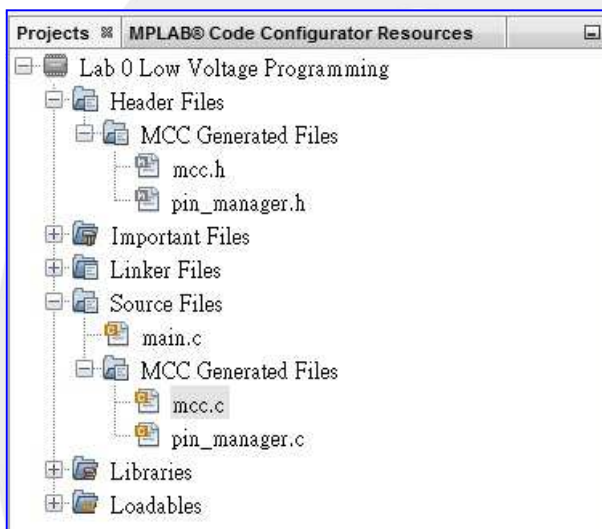 Projects MPLAB® Code Configurator Resources
Lab 0 Low Voltage Programming
Header Files
MCC Generated Files
mcc.h
pin_manager.h
Important Files
Linker Files
Source Files
main.c
MCC Generated Files
mcc.c
pin_manager.c
Libraries
Loadables